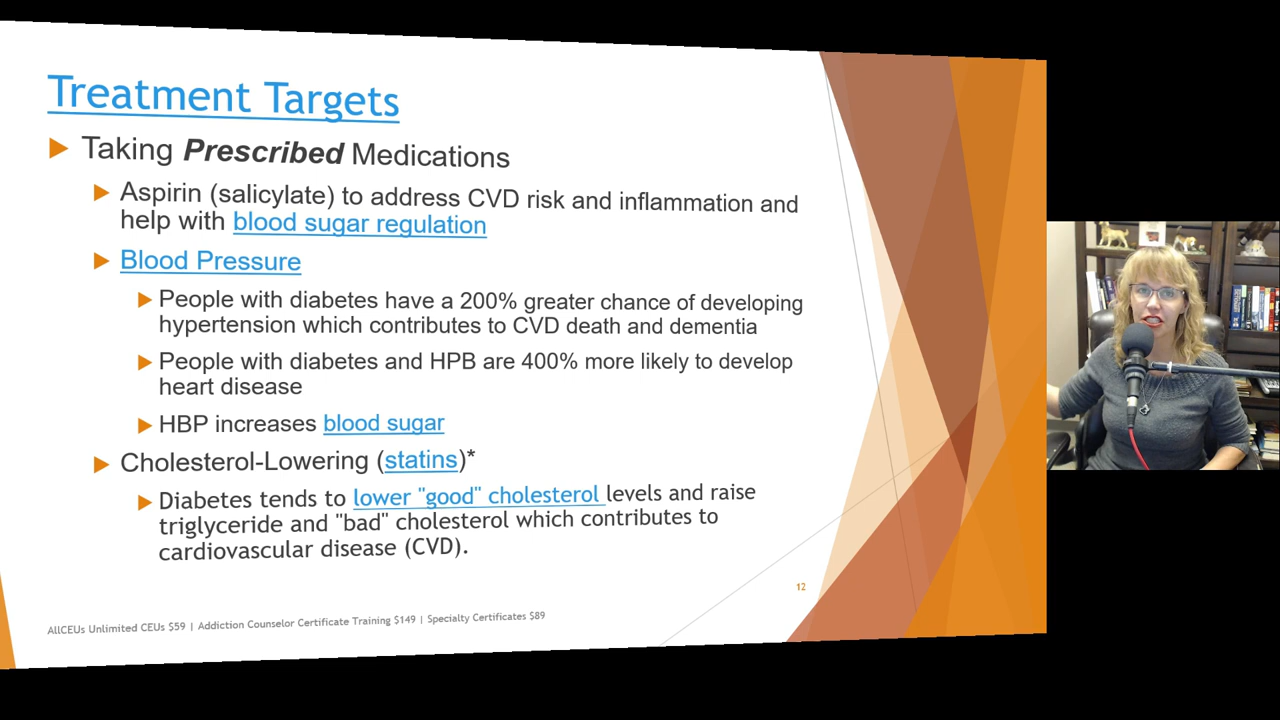 Treatment Targets
Taking Prescribed Medications
Aspirin (salicylate) to address CVD risk and inflammation and
help with blood sugar regulation
Blood Pressure
People with diabetes have a 200% greater chance of developing
hypertension which contributes to CVD death and dementia
People with diabetes and HPB are 400% more likely to develop
heart disease
HBP increases blood sugar
Cholesterol-Lowering (statins)*
Diabetes tends to lower "good" cholesterol levels and raise
triglyceride and "bad" cholesterol which contributes to
cardiovascular disease (CVD).
12
AllCEUs Unlimited CEUs $59 | Addiction Counselor Certificate Training $149 | Specialty Certificates $89